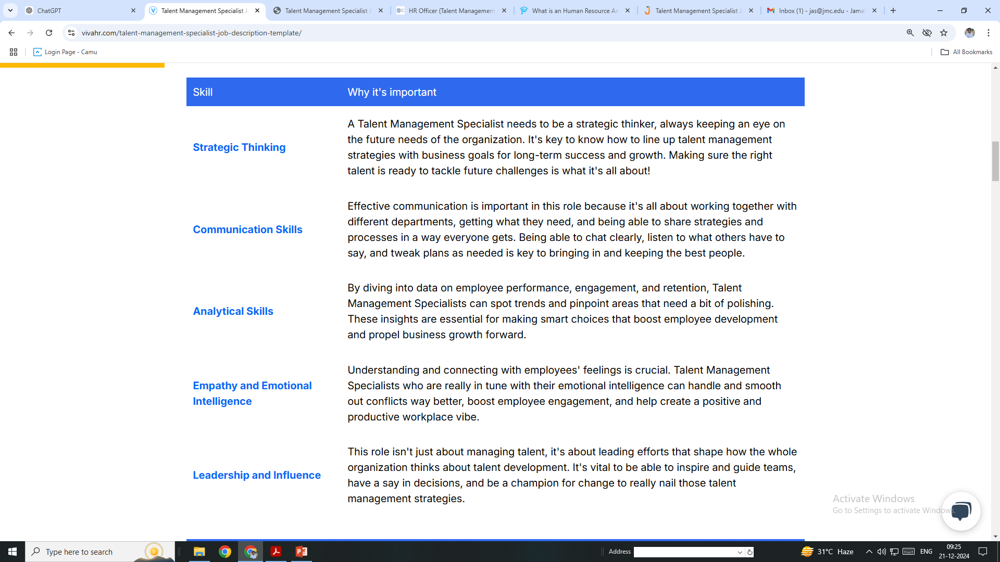 ChatGPT
Talent Management Specialist J
Talent Management Specialist J
HR Officer (Talent Management
What is an Human Resource An
Talent Management Specialist J
Inbox (1) - jas@jmc.edu - Jama
vivahr.com/talent-management-specialist-job-description-template/
Login Page - Camu
All Bookmarks
Skill
Why it's important
Strategic Thinking
A Talent Management Specialist needs to be a strategic thinker, always keeping an eye on
the future needs of the organization. It's key to know how to line up talent management
strategies with business goals for long-term success and growth. Making sure the right
talent is ready to tackle future challenges is what it's all about!
Communication Skills
Effective communication is important in this role because it's all about working together with
different departments, getting what they need, and being able to share strategies and
processes in a way everyone gets. Being able to chat clearly, listen to what others have to
say, and tweak plans as needed is key to bringing in and keeping the best people.
Analytical Skills
By diving into data on employee performance, engagement, and retention, Talent
Management Specialists can spot trends and pinpoint areas that need a bit of polishing.
These insights are essential for making smart choices that boost employee development
and propel business growth forward.
Empathy and Emotional
Intelligence
Understanding and connecting with employees' feelings is crucial. Talent Management
Specialists who are really in tune with their emotional intelligence can handle and smooth
out conflicts way better, boost employee engagement, and help create a positive and
productive workplace vibe.
Leadership and Influence
This role isn't just about managing talent, it's about leading efforts that shape how the whole
organization thinks about talent development. It's vital to be able to inspire and guide teams,
have a say in decisions, and be a champion for change to really nail those talent
management strategies.
Activate Windows
Go to Settings to activate Windows.
Type here to search
Address
31°C Haze
ENG
09:25
21-12-2024